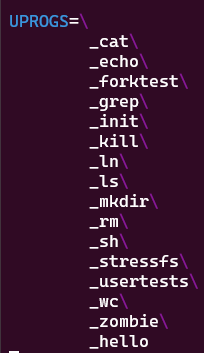 UPROGS=\
_cat\
_echo\
_forktest\
_grep\
_init\
_kill\
_ln\
_ls\
_mkdir\
_rm\
_sh\
_stressfs\
_usertests\
_wc\
_zombie\
_hello